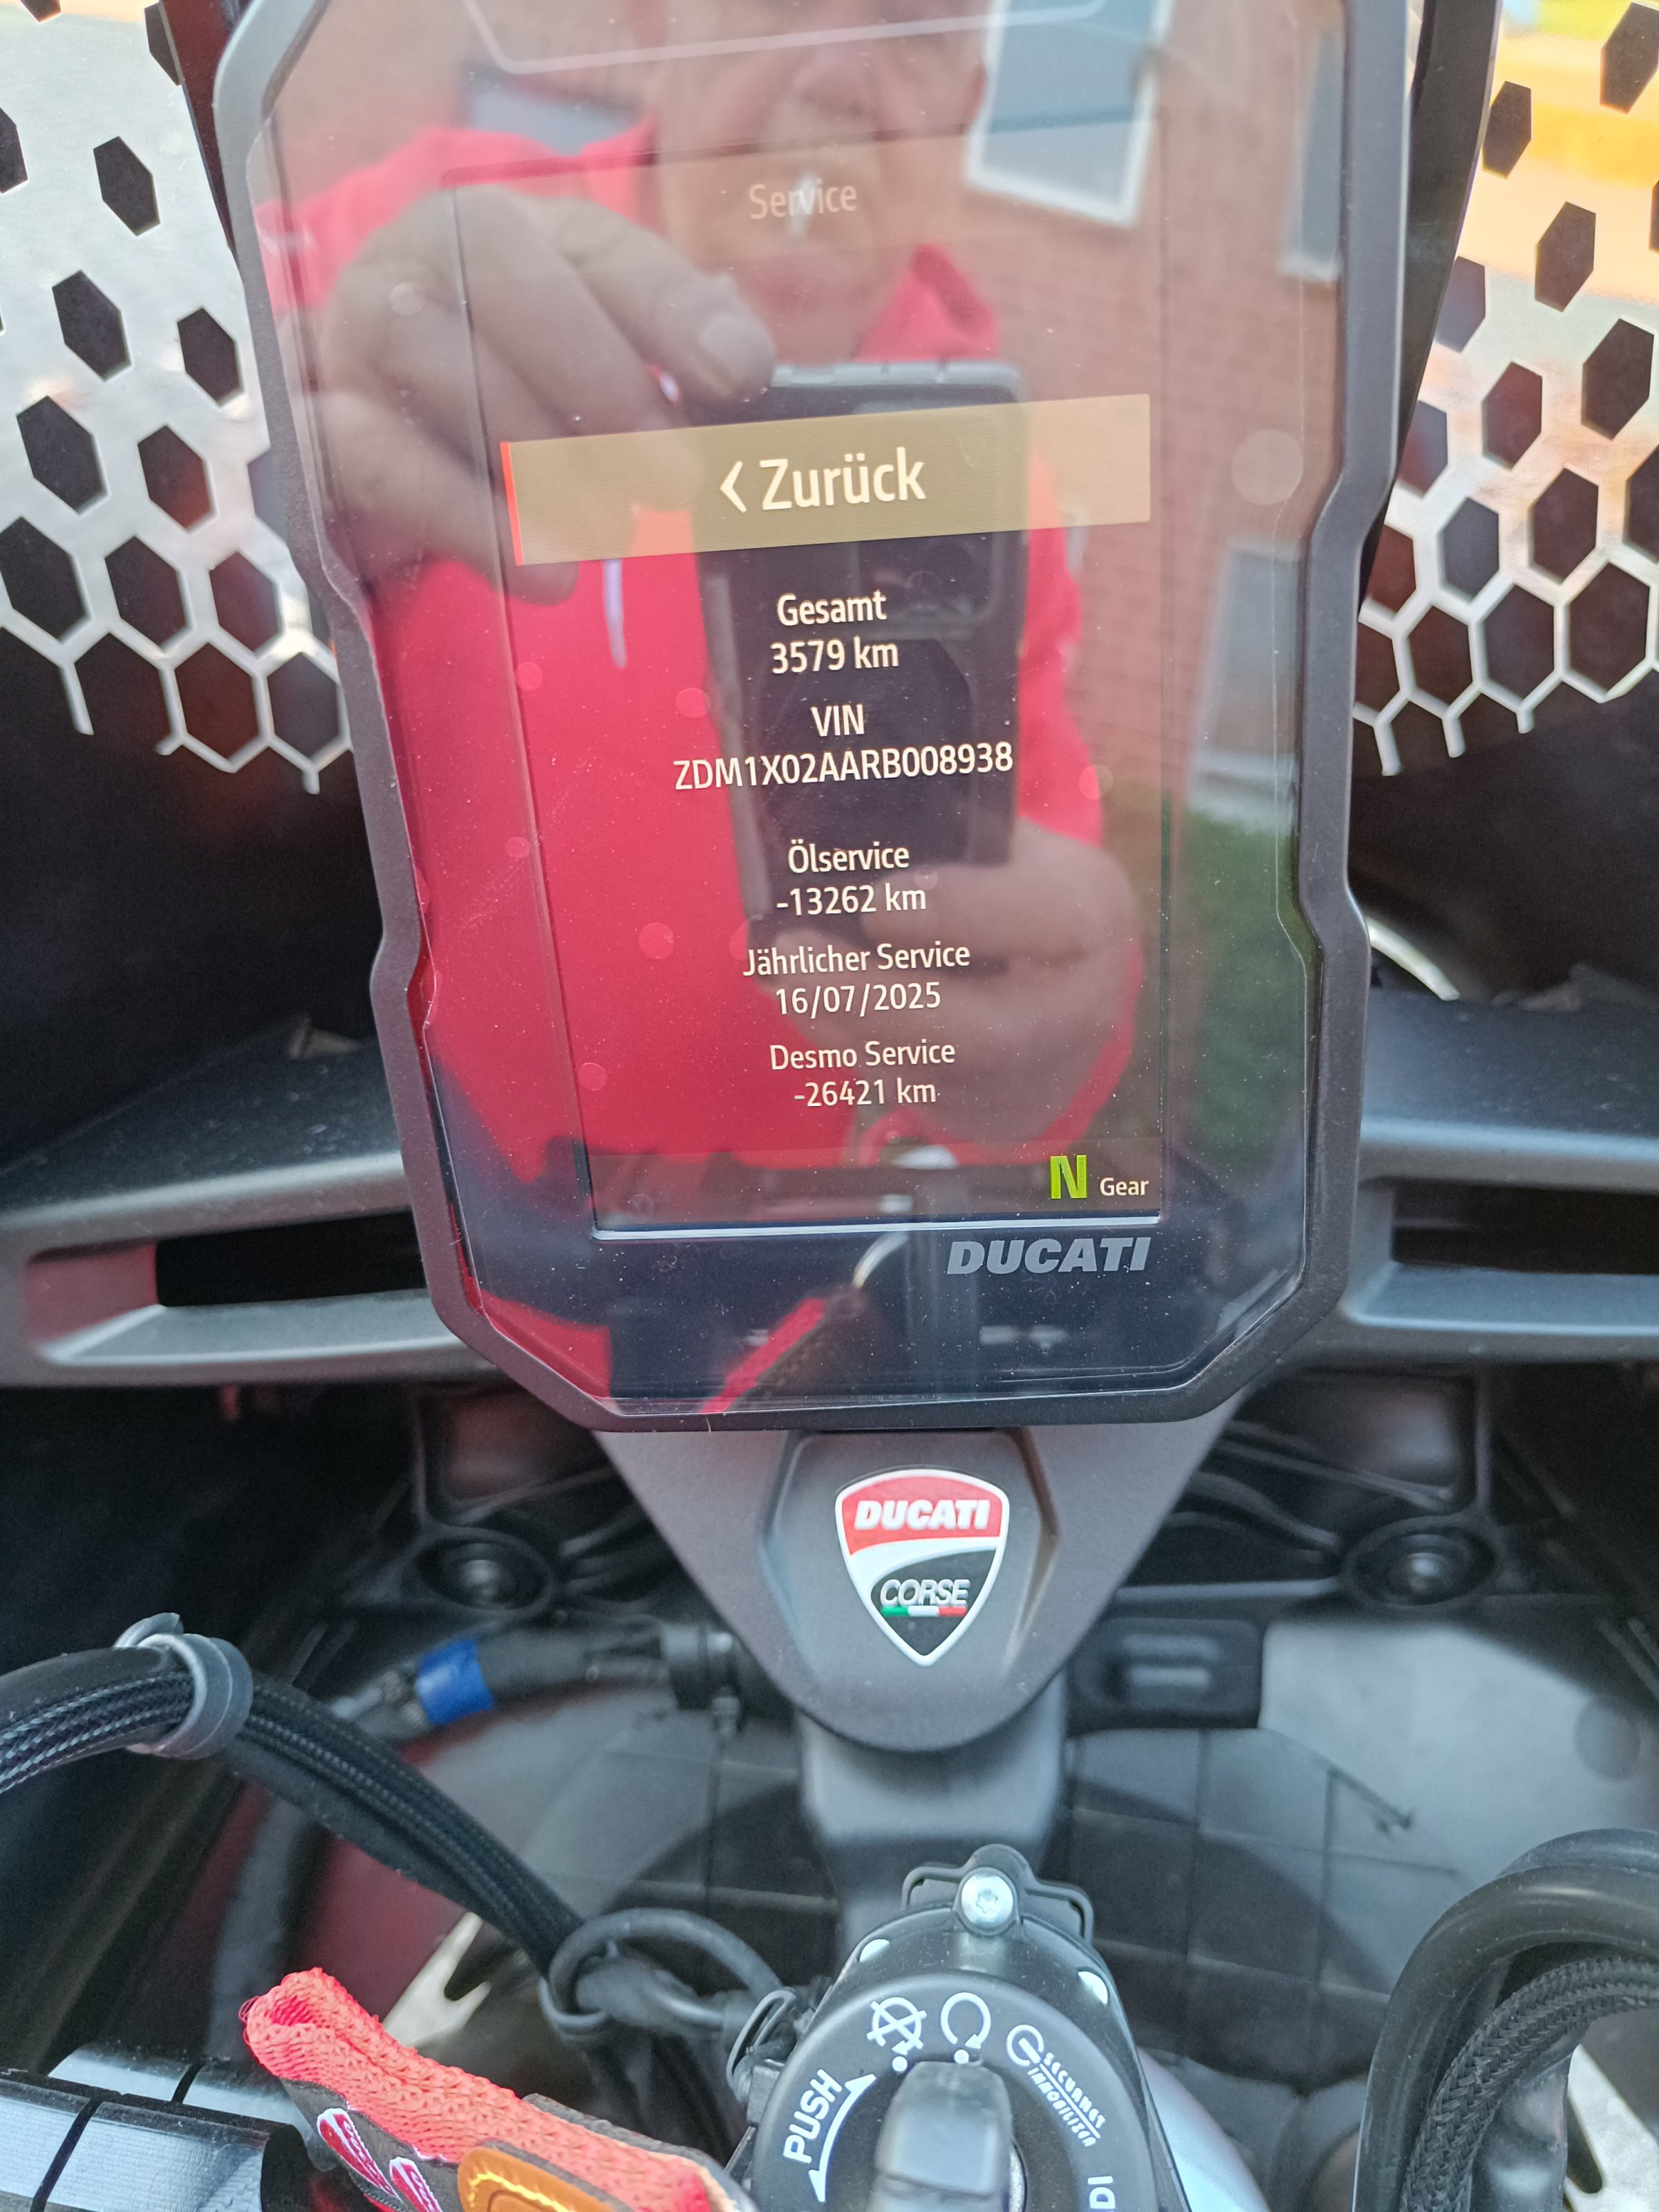 Service
< Zurück
Gesamt
3579 km
VIN
ZDM1X02AARB008938
Ölservice
-13262 km
Jährlicher Service
16/07/2025
Desmo Service
-26421 km
N Gear
DUCATI
DUCATI
CORSE
PUSH
IMMOBILIZER